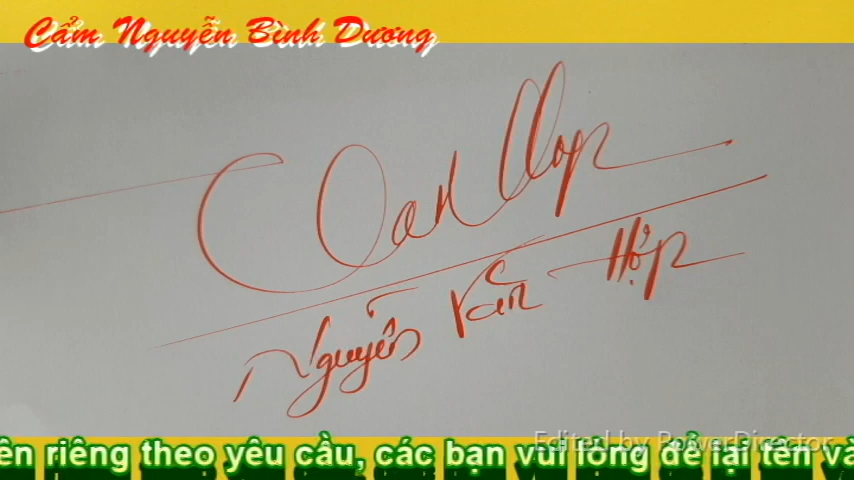 Cẩm Nguyễn Bình Dương
Nguyễn Văn Hợp
Edited by PowerDirector
ên riêng theo yêu cầu, các bạn vui lòng để lại tên và